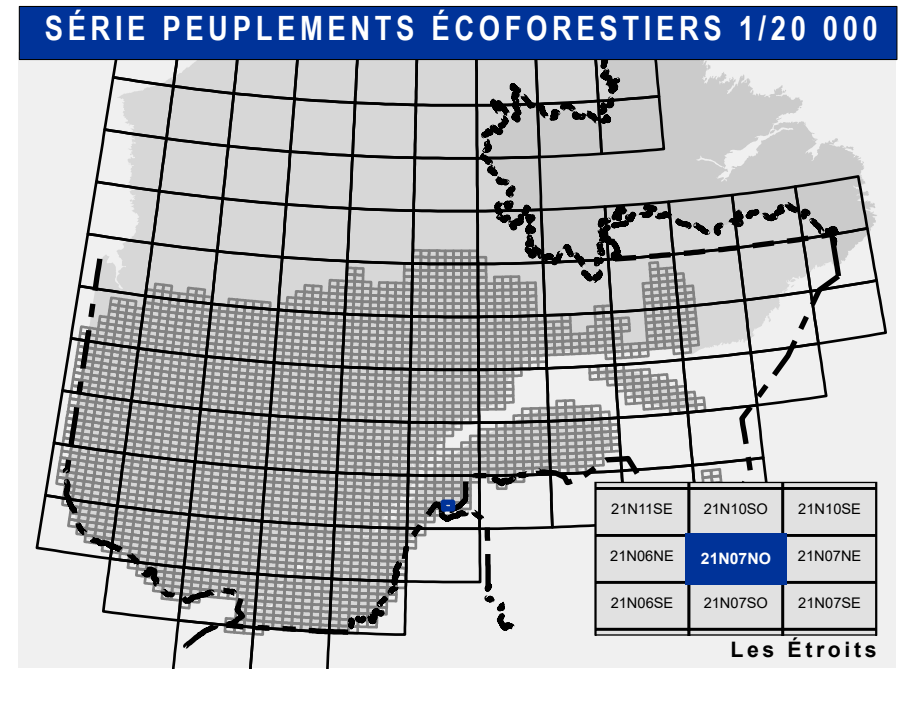 SÉRIE PEUPLEMENTS ÉCOFORESTIERS 1/20 000
21N11SE 21N10SO 21N10SE
21N06NE 21N07NO 21N07NE
21N06SE 21N07SO 21N07SE
Les Étroits